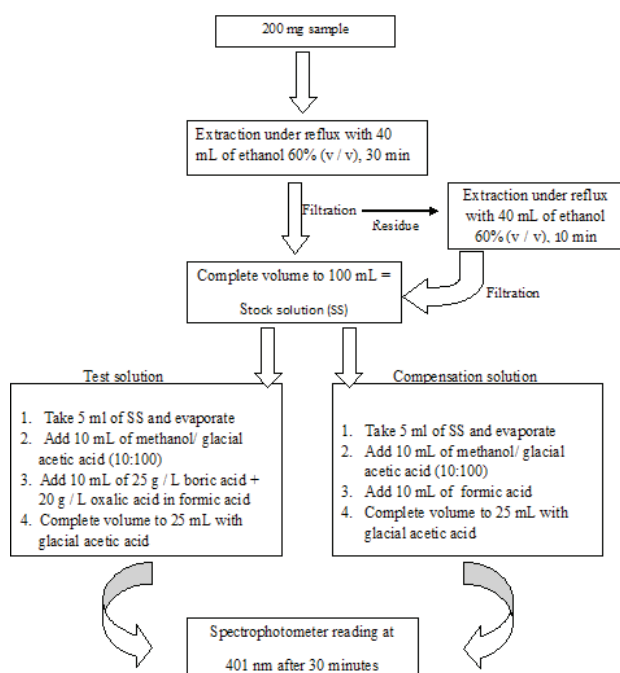 200 mg sample
Extraction under reflux with 40
mL of ethanol 60% (v / v), 30 min
Filtration
Residue
Extraction under reflux
with 40 mL of ethanol
60% (v / v), 10 min
Filtration
Complete volume to 100 mL =
Stock solution (SS)
Test solution
1. Take 5 ml of SS and evaporate
2. Add 10 mL of methanol/ glacial
acetic acid (10:100)
3. Add 10 mL of 25 g / L boric acid +
20 g / L oxalic acid in formic acid
4. Complete volume to 25 mL with
glacial acetic acid
Compensation solution
1. Take 5 ml of SS and evaporate
2. Add 10 mL of methanol/ glacial
acetic acid (10:100)
3. Add 10 mL of formic acid
4. Complete volume to 25 mL with
glacial acetic acid
Spectrophotometer reading at
401 nm after 30 minutes